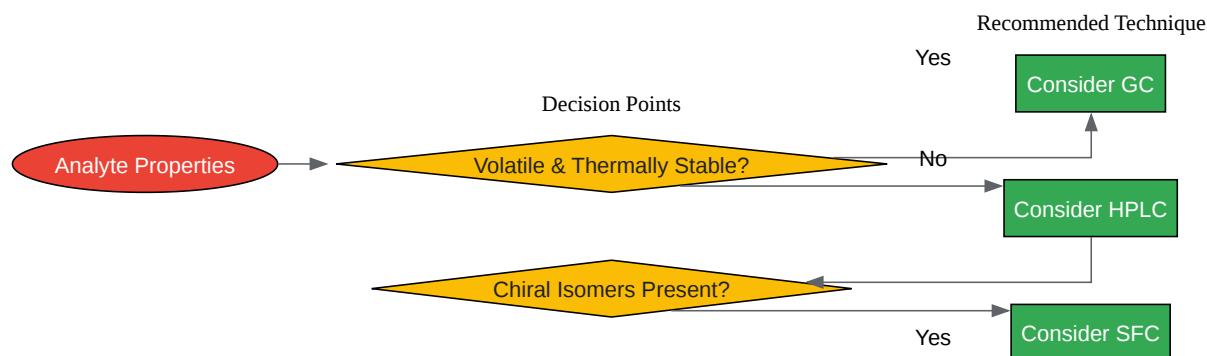 Recommended Technique
Yes
Consider GC
Decision Points
Analyte Properties
Volatile & Thermally Stable?
No
Consider HPLC
Chiral Isomers Present?
Yes
Consider SFC